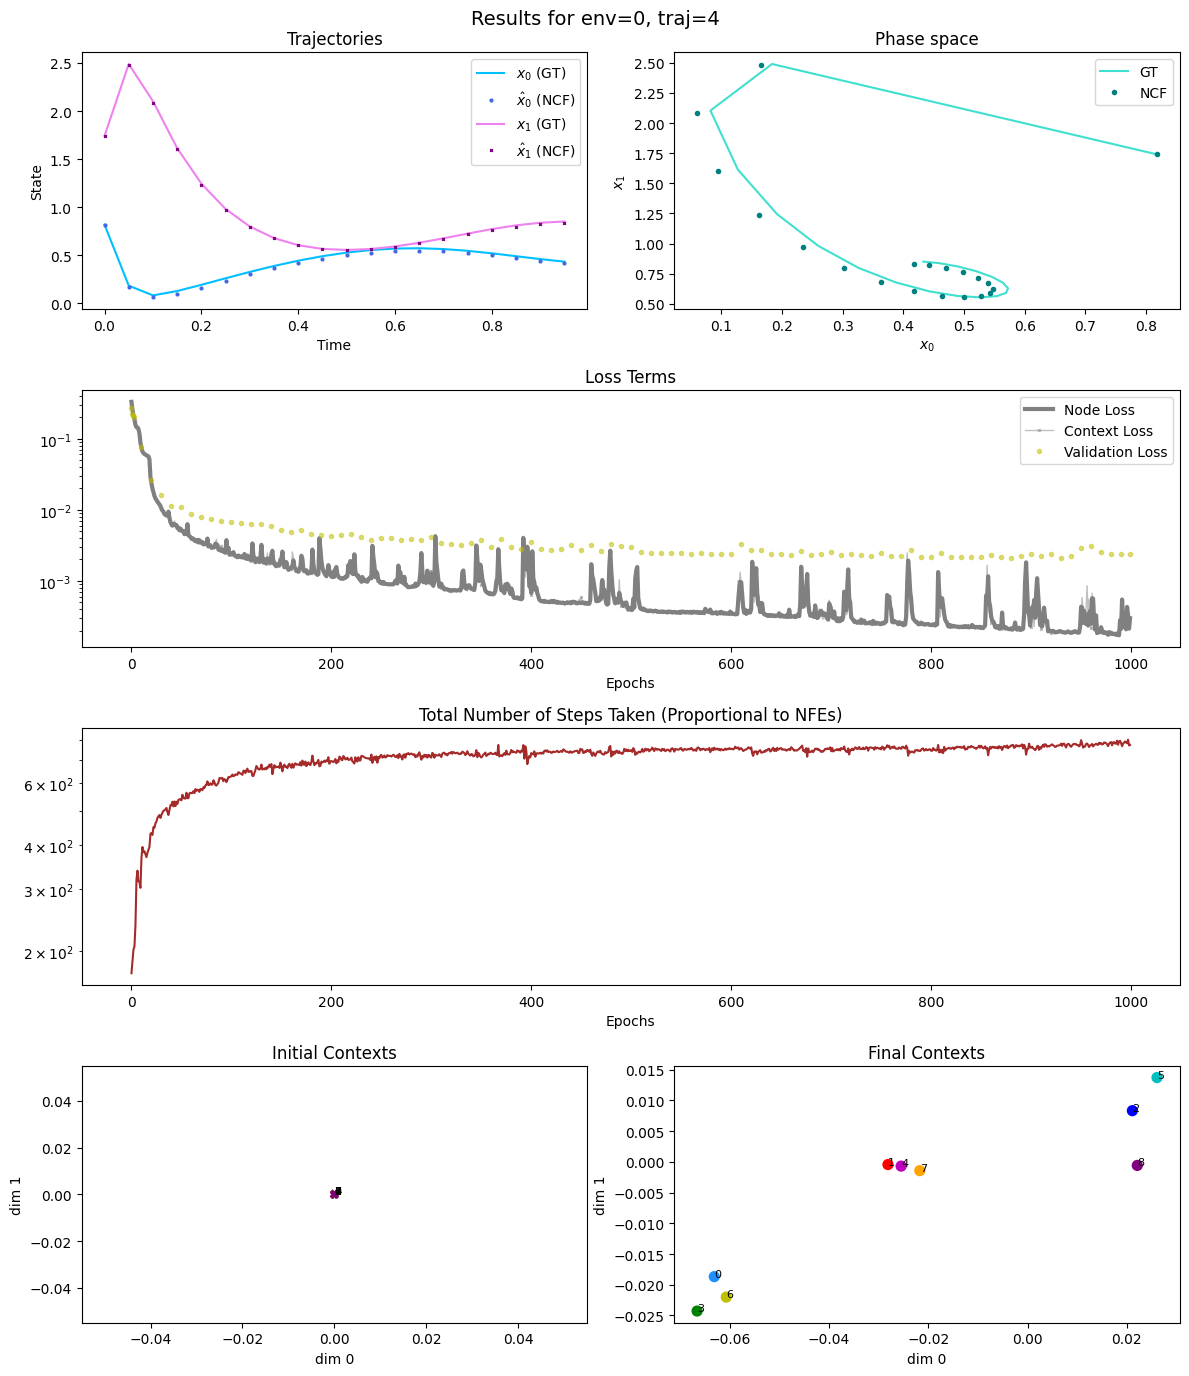 Results for env=0, traj=4
Trajectories
2.5
2.0
1.5
1.0
0.5
0.0
State
0.0 0.2 0.4 0.6 0.8
Time
x₀ (GT)
x̂₀ (NCF)
x₁ (GT)
x̂₁ (NCF)
Phase space
2.50
2.25
2.00
1.75
1.50
1.25
1.00
0.75
0.50
x₁
0.1 0.2 0.3 0.4 0.5 0.6 0.7 0.8
x₀
GT
NCF
Loss Terms
10⁻¹
10⁻²
10⁻³
0 200 400 600 800 1000
Epochs
Node Loss
Context Loss
Validation Loss
Total Number of Steps Taken (Proportional to NFEs)
6 × 10²
4 × 10²
3 × 10²
2 × 10²
0 200 400 600 800 1000
Epochs
Initial Contexts
0.04
0.02
0.00
−0.02
−0.04
dim 1
−0.04 −0.02 0.00 0.02 0.04
dim 0
Final Contexts
0.015
0.010
0.005
0.000
−0.005
−0.010
−0.015
−0.020
−0.025
dim 1
5
2
1 4 7 8
0
6
3
−0.06 −0.04 −0.02 0.00 0.02
dim 0